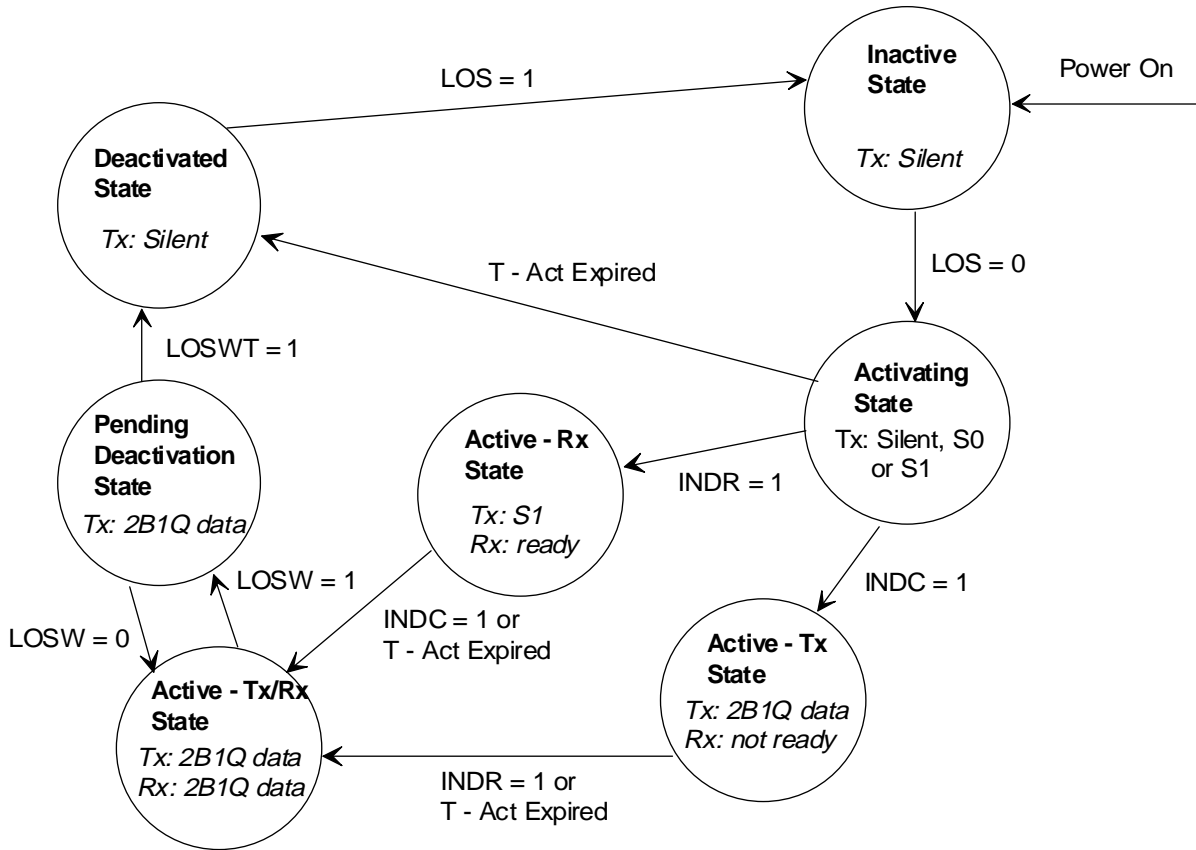 Inactive
State
Tx: Silent
Power On
LOS = 1
Deactivated
State
Tx: Silent
LOS = 0
T - Act Expired
LOSWT = 1
Activating
State
Tx: Silent, S0
or S1
Pending
Deactivation
State
Tx: 2B1Q data
Active - Rx
State
Tx: S1
Rx: ready
INDR = 1
LOSW = 1
INDC = 1
LOSW = 0
INDC = 1 or
T - Act Expired
Active - Tx
State
Tx: 2B1Q data
Rx: not ready
Active - Tx/Rx
State
Tx: 2B1Q data
Rx: 2B1Q data
INDR = 1 or
T - Act Expired